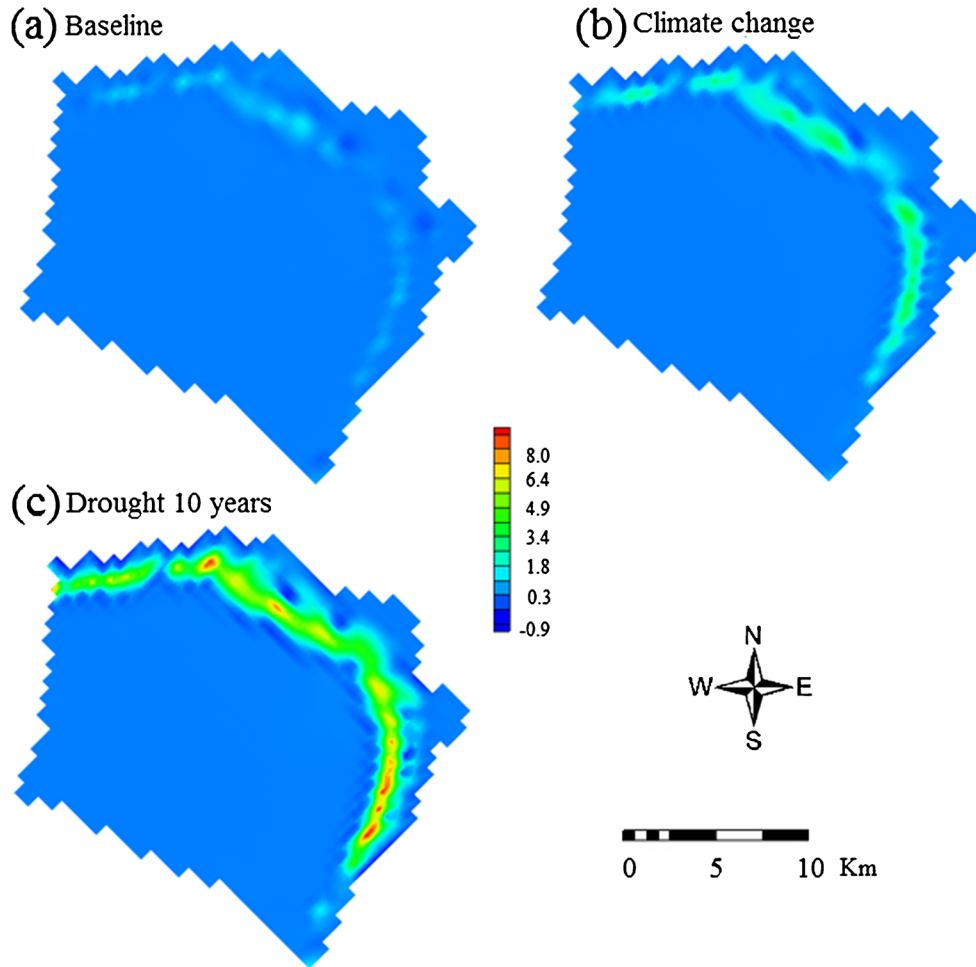 (a) Baseline
(b) Climate change
(c) Drought 10 years
8.0
6.4
4.9
3.4
1.8
0.3
-0.9
N
W E
S
0 5 10 Km